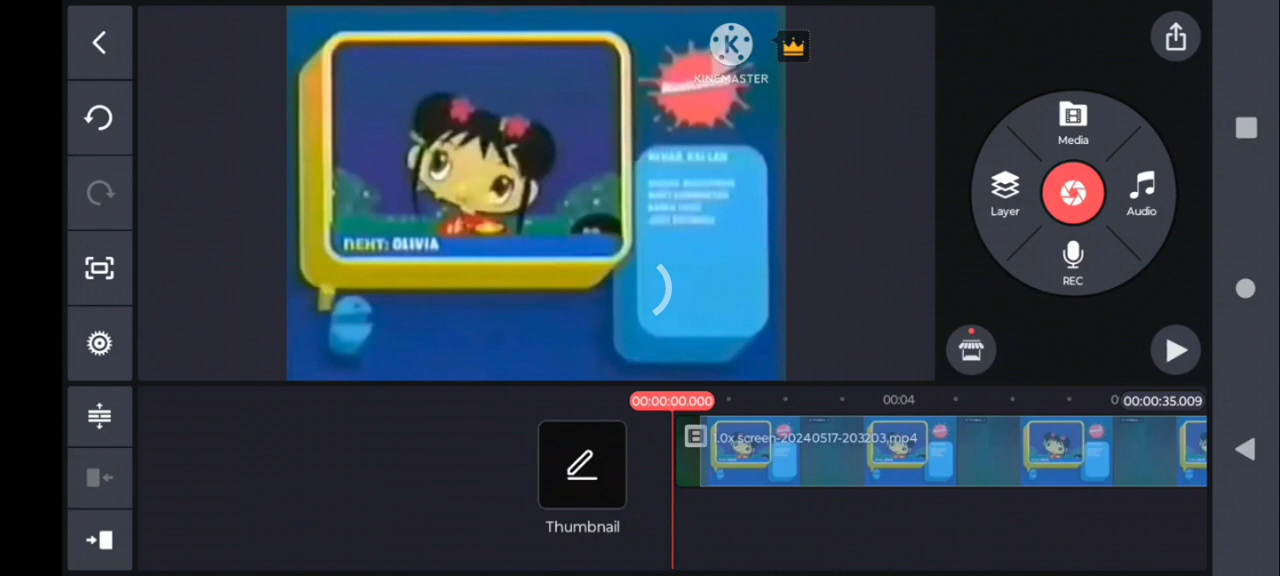 KINEMASTER
NEXT: OLIVIA
Media
Layer
Audio
REC
00:00:00.000
00:04
00:00:35.009
1.0x screen-20240517-203203.mp4
Thumbnail